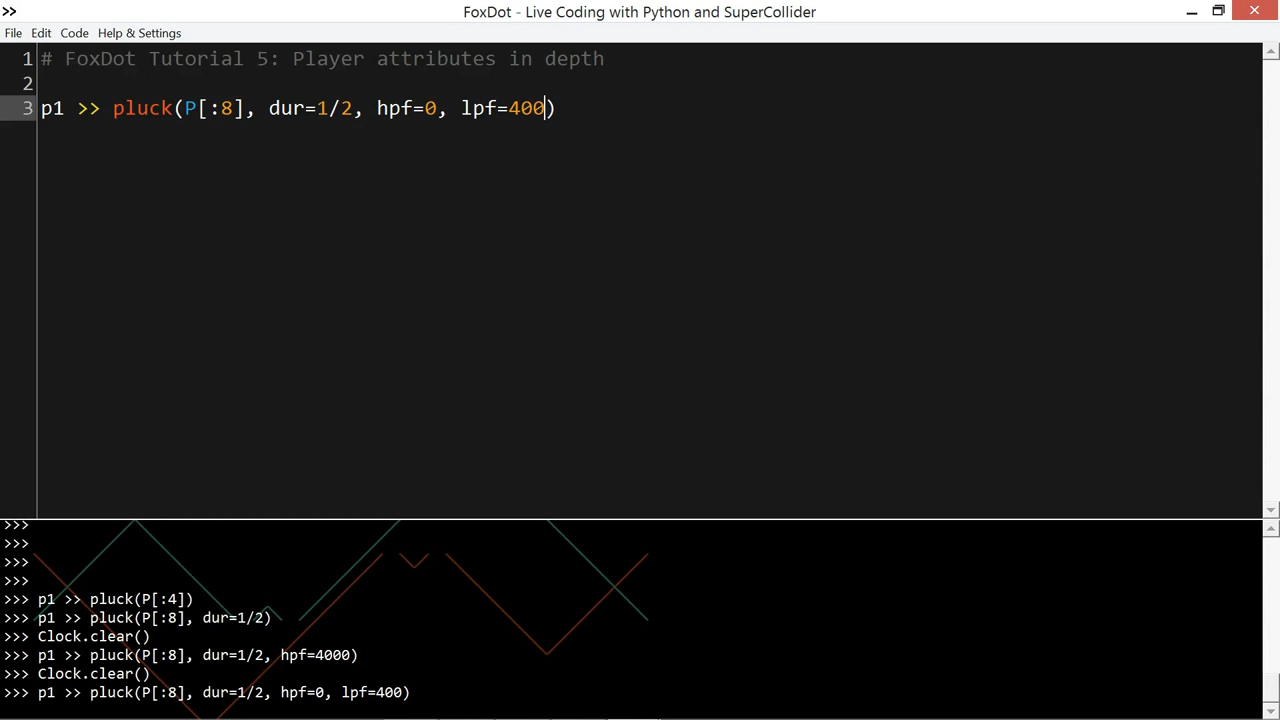 FoxDot - Live Coding with Python and SuperCollider
File Edit Code Help & Settings
1 # FoxDot Tutorial 5: Player attributes in depth
2
3 p1 >> pluck(P[:8], dur=1/2, hpf=0, lpf=400)
>>>
>>>
>>>
>>>
>>> p1 >> pluck(P[:4])
>>> p1 >> pluck(P[:8], dur=1/2)
>>> Clock.clear()
>>> p1 >> pluck(P[:8], dur=1/2, hpf=4000)
>>> Clock.clear()
>>> p1 >> pluck(P[:8], dur=1/2, hpf=0, lpf=400)